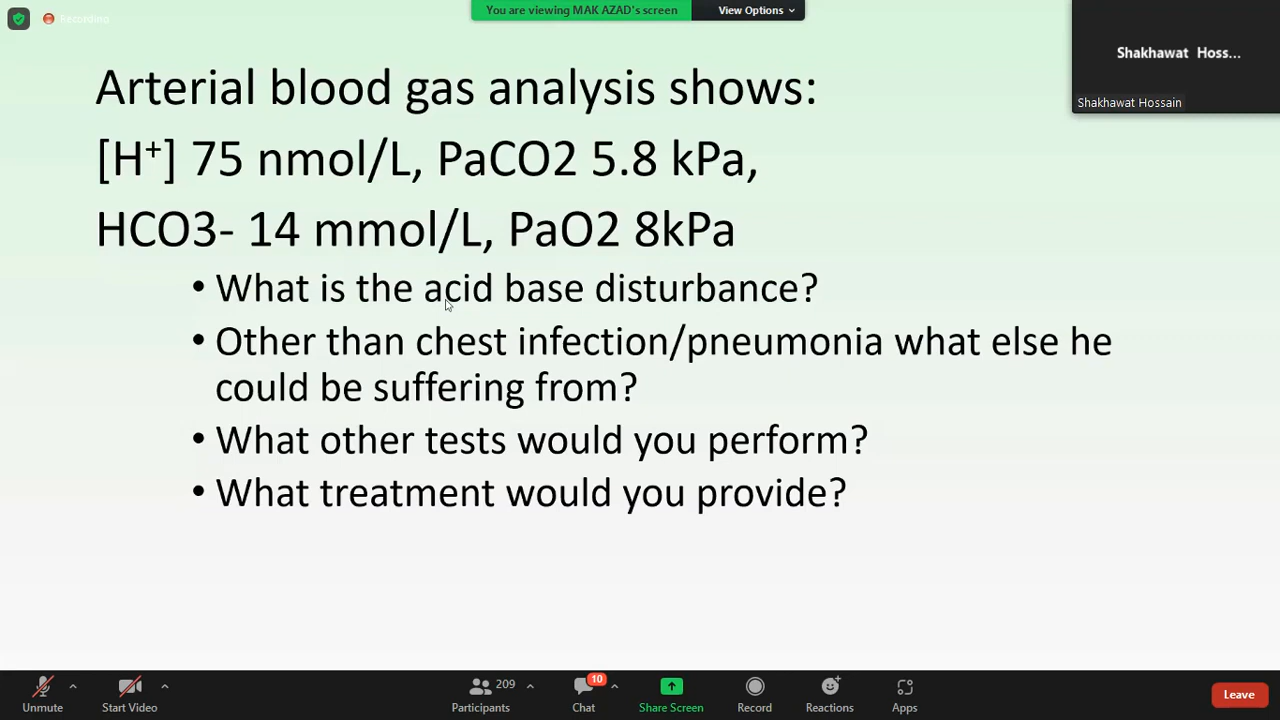 Recording
You are viewing MAK AZAD's screen
View Options
Shakhawat Hoss...
Shakhawat Hossain
Arterial blood gas analysis shows:
[H⁺] 75 nmol/L, PaCO2 5.8 kPa,
HCO3- 14 mmol/L, PaO2 8kPa
• What is the acid base disturbance?
• Other than chest infection/pneumonia what else he
could be suffering from?
• What other tests would you perform?
• What treatment would you provide?
Unmute
Start Video
209
Participants
10
Chat
Share Screen
Record
Reactions
Apps
Leave